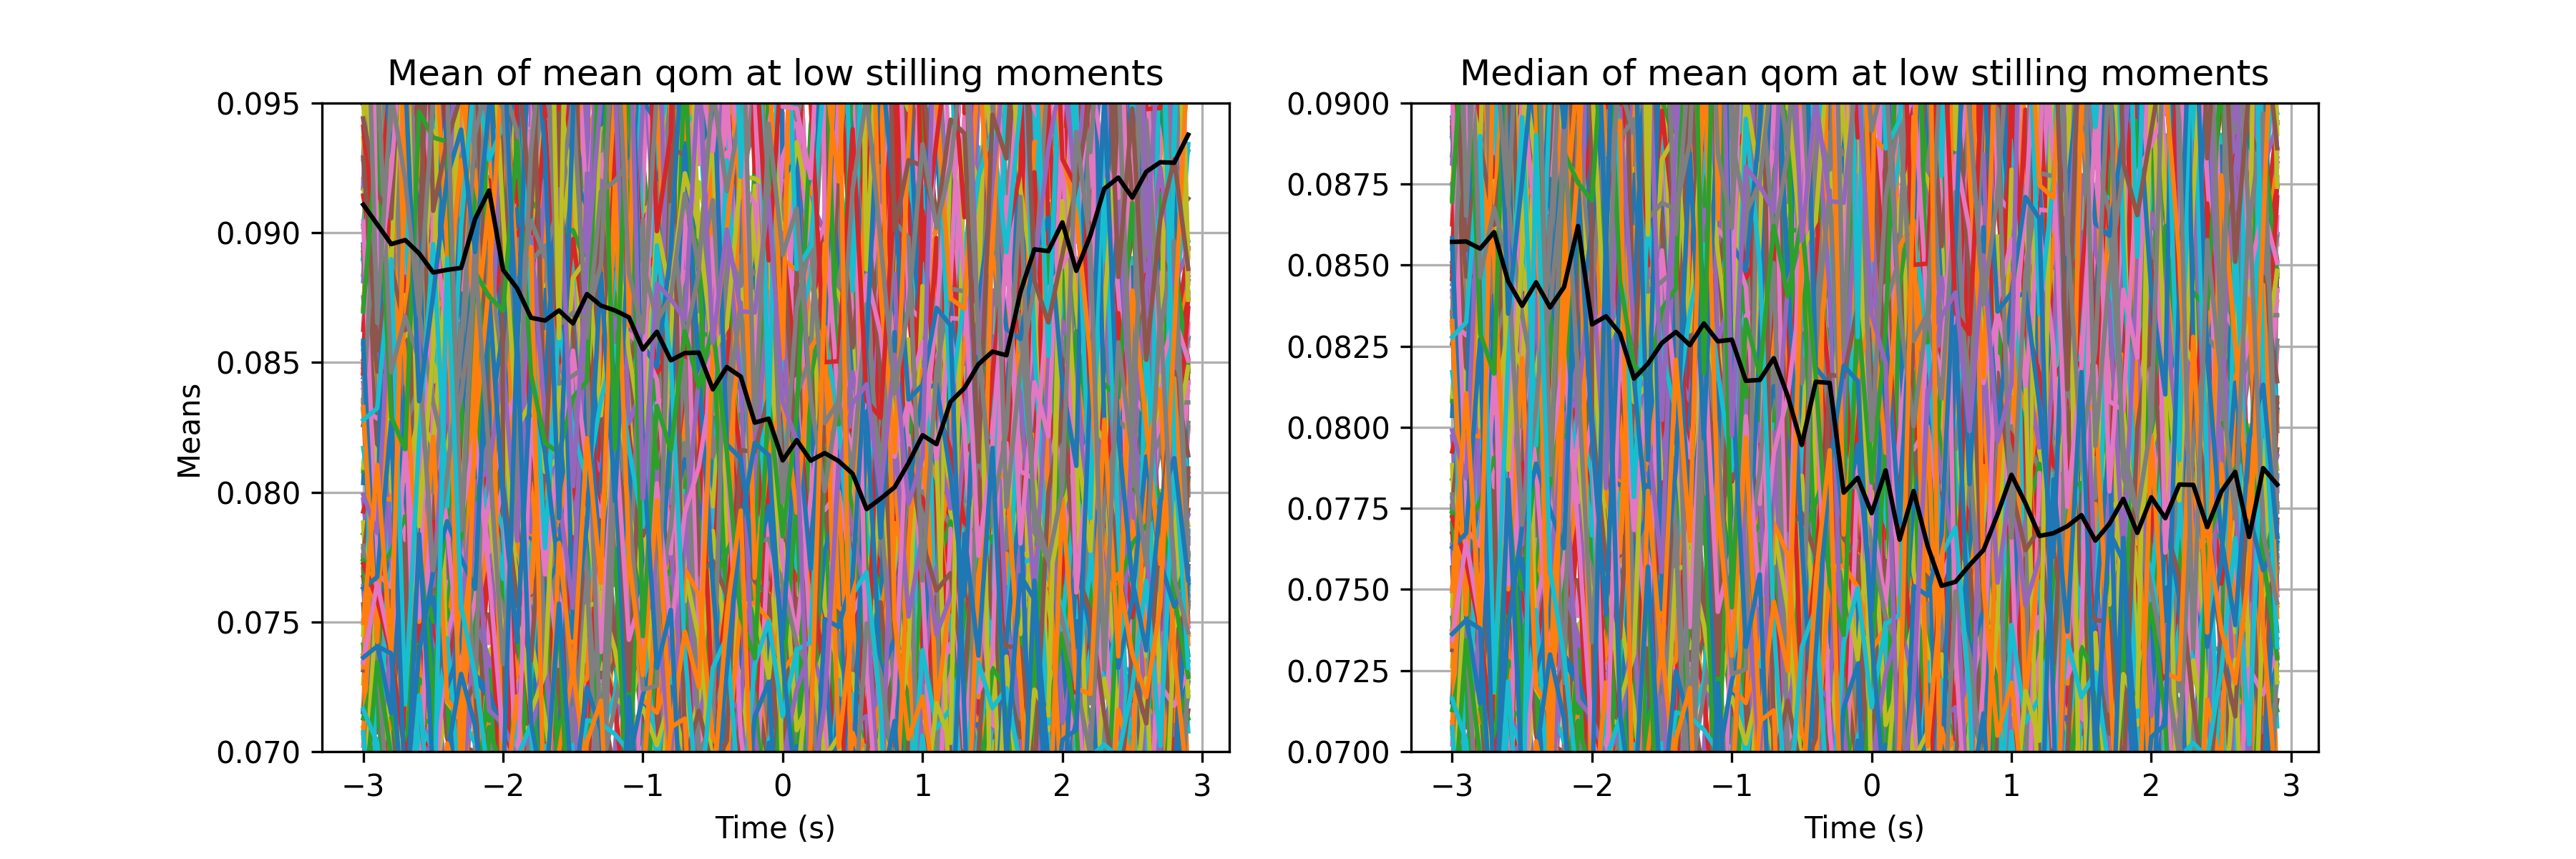 Mean of mean qom at low stilling moments
0.095
0.090
0.085
0.080
0.075
0.070
Means
−3 −2 −1 0 1 2 3
Time (s)
Median of mean qom at low stilling moments
0.0900
0.0875
0.0850
0.0825
0.0800
0.0775
0.0750
0.0725
0.0700
−3 −2 −1 0 1 2 3
Time (s)